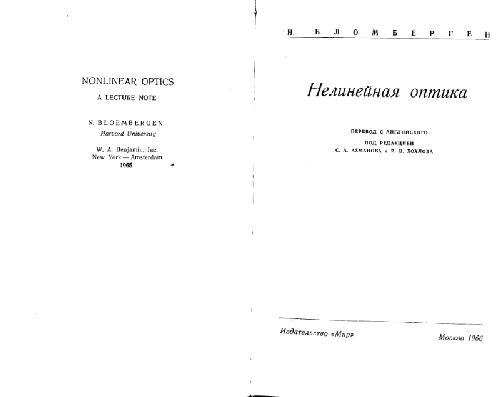 NONLINEAR OPTICS
A LECTURE NOTE
N. BLOEMBERGEN
Harvard University
W. A. Benjamin, Inc.
New York—Amsterdam
1965
Н. БЛОМБЕРГЕН
Нелинейная оптика
ПЕРЕВОД С АНГЛИЙСКОГО
ПОД РЕДАКЦИЕЙ
С. А. АХМАНОВА и Р. В. ХОХЛОВА
Издательство «Мир»
Москва 1966